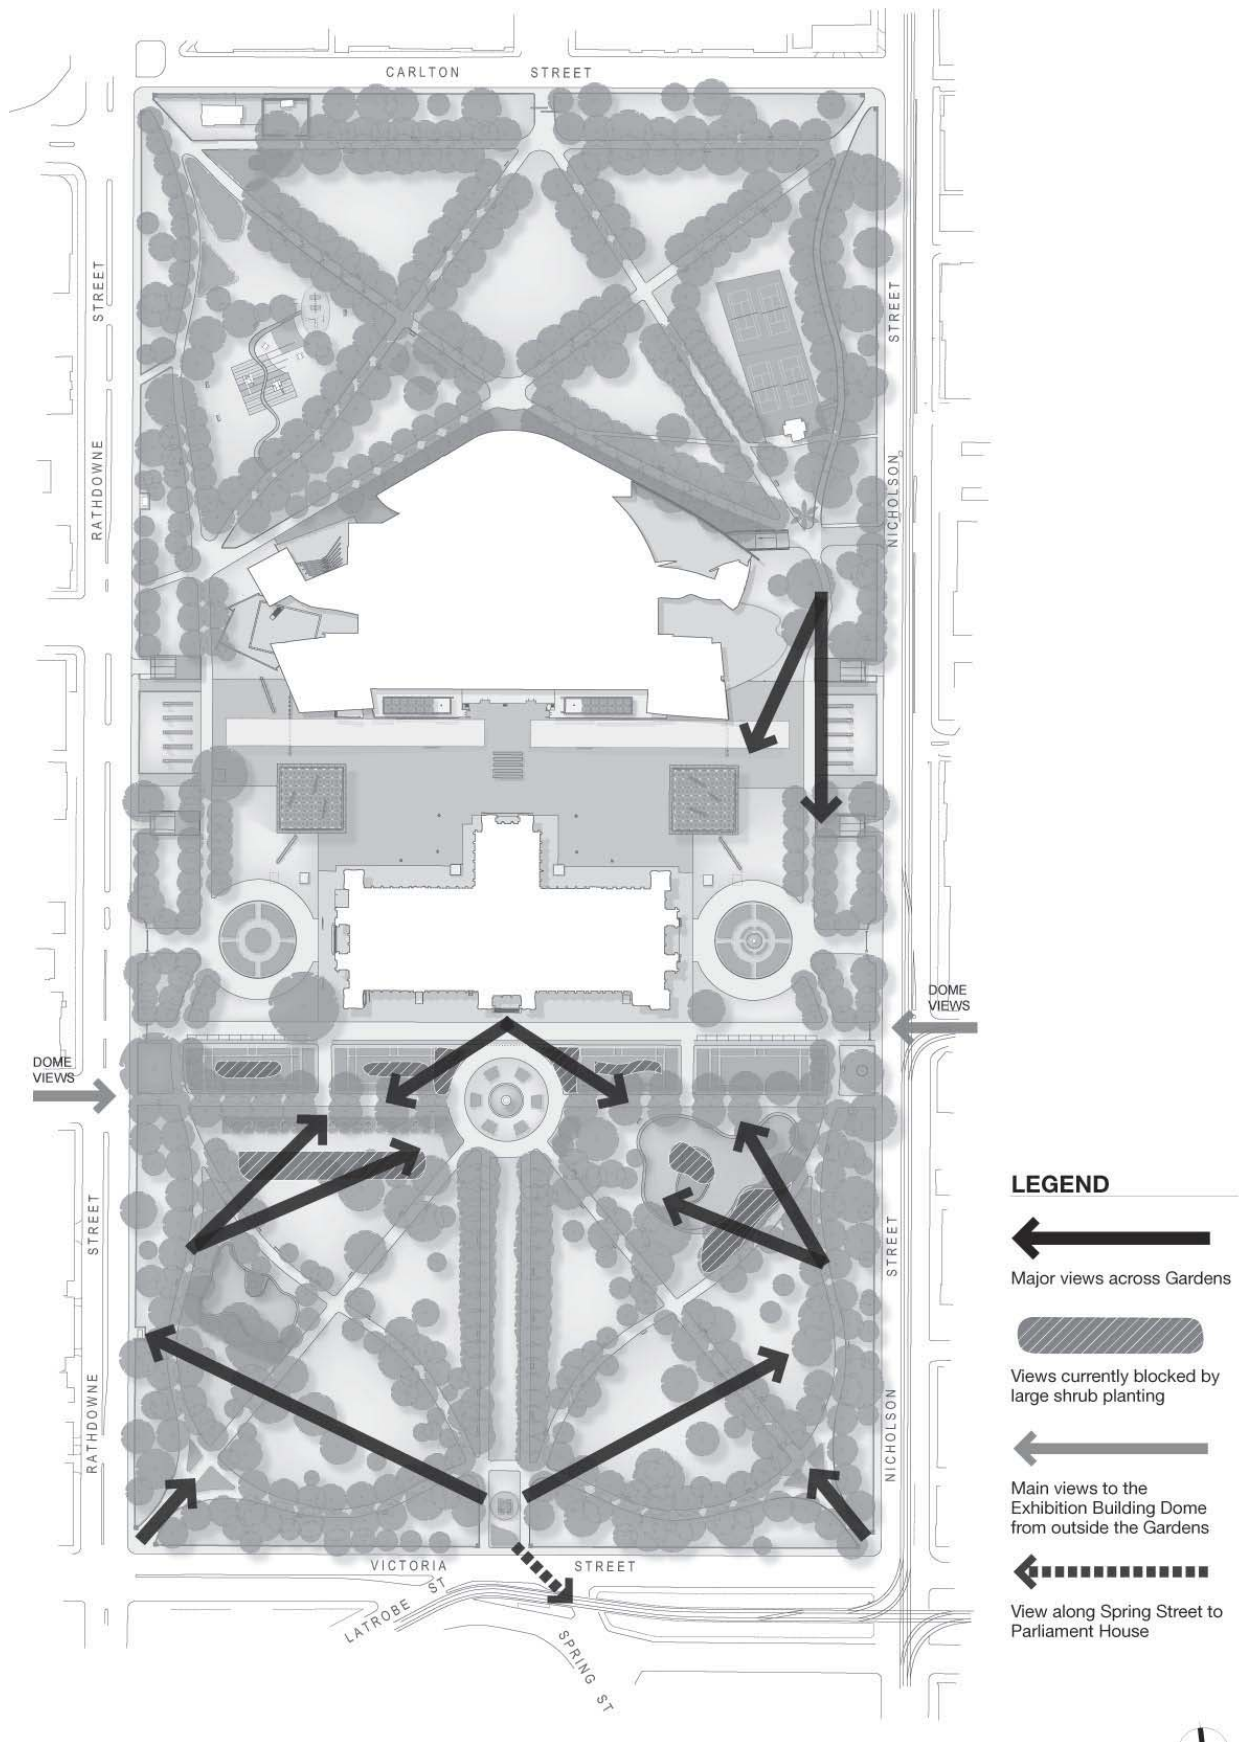 CARLTON STREET
STREET
STREET
RATHDOWNE
NICHOLSON
DOME
VIEWS
DOME
VIEWS
STREET
STREET
RATHDOWNE
NICHOLSON
VICTORIA STREET
LATROBE ST
SPRING ST
LEGEND
Major views across Gardens
Views currently blocked by
large shrub planting
Main views to the
Exhibition Building Dome
from outside the Gardens
View along Spring Street to
Parliament House